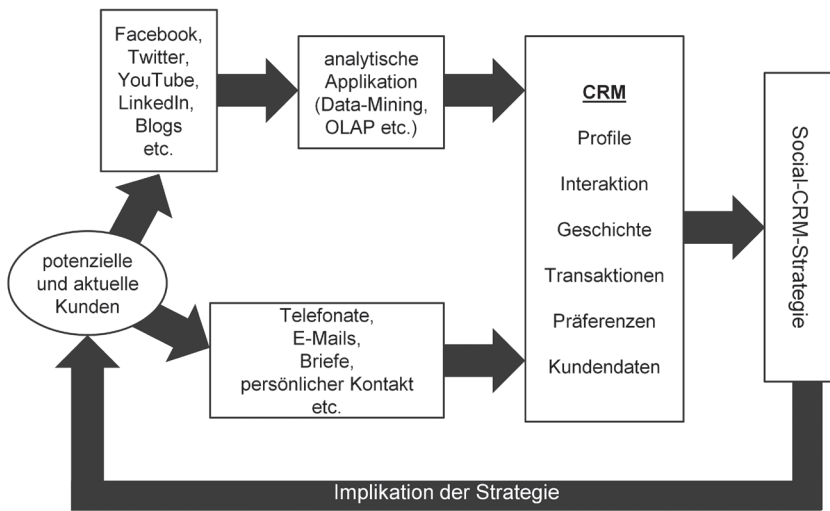 Facebook,
Twitter,
YouTube,
LinkedIn,
Blogs
etc.
analytische
Applikation
(Data-Mining,
OLAP etc.)
potenzielle
und aktuelle
Kunden
Telefonate,
E-Mails,
Briefe,
persönlicher Kontakt
etc.
CRM
Profile
Interaktion
Geschichte
Transaktionen
Präferenzen
Kundendaten
Social-CRM-Strategie
Implikation der Strategie